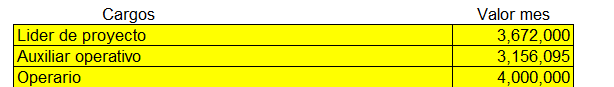 Cargos Valor mes
Lider de proyecto 3,672,000
Auxiliar operativo 3,156,095
Operario 4,000,000